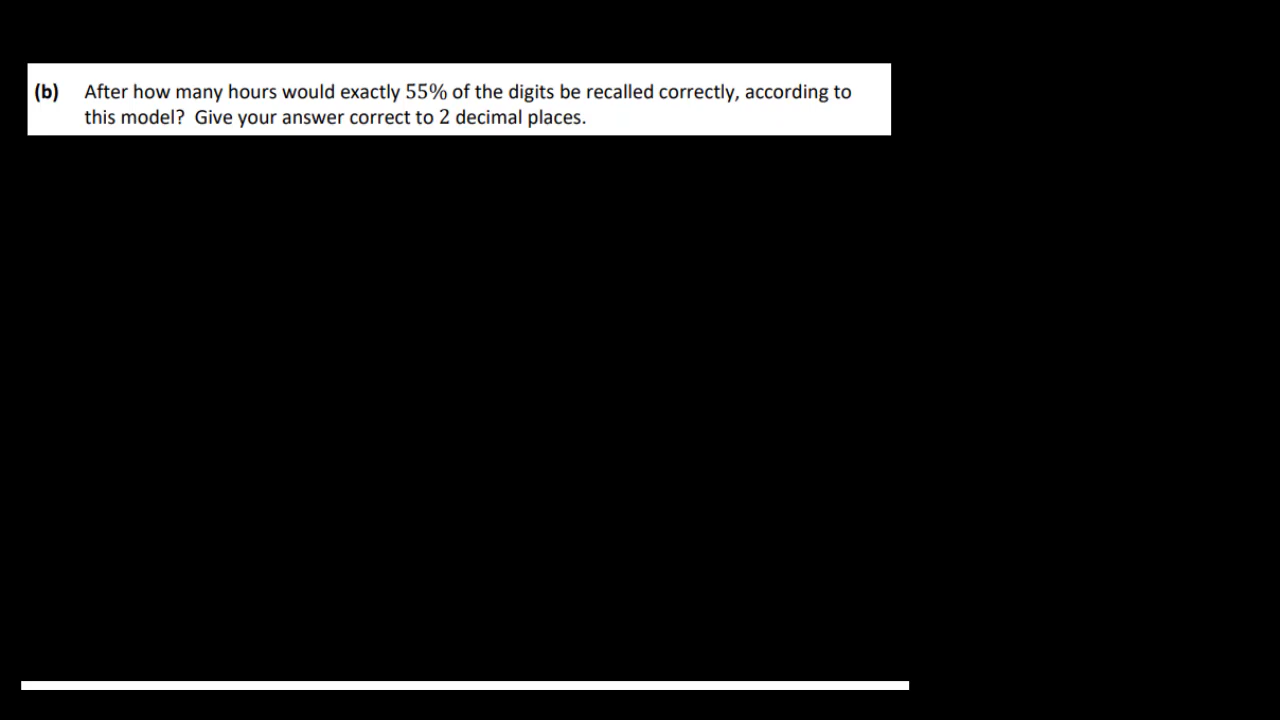 (b) After how many hours would exactly 55% of the digits be recalled correctly, according to
this model? Give your answer correct to 2 decimal places.